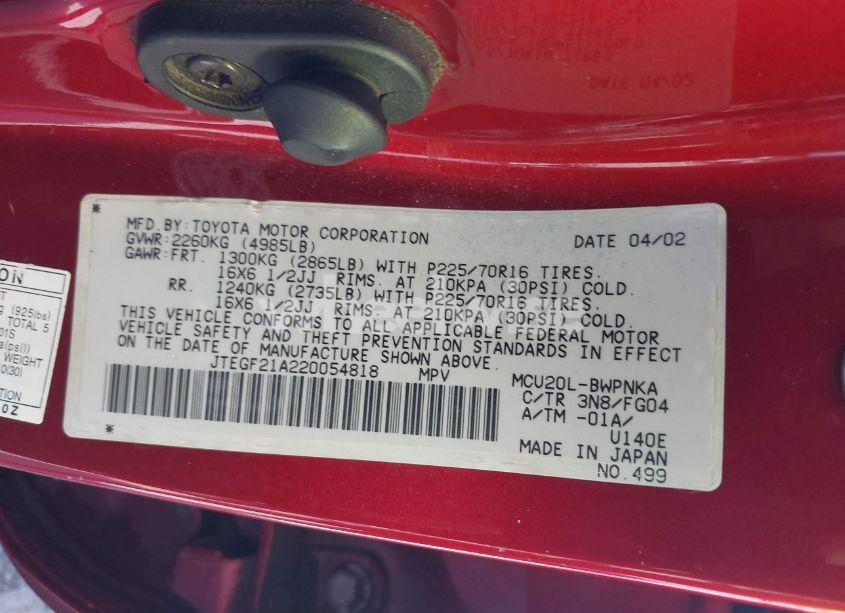 MFD.BY:TOYOTA MOTOR CORPORATION DATE 04/02
GVWR:2260KG (4985LB)
GAWR:FRT. 1300KG (2865LB) WITH P225/70R16 TIRES.
16X6 1/2JJ RIMS. AT 210KPA (30PSI) COLD.
RR. 1240KG (2735LB) WITH P225/70R16 TIRES.
16X6 1/2JJ RIMS. AT 210KPA (30PSI) COLD.
THIS VEHICLE CONFORMS TO ALL APPLICABLE FEDERAL MOTOR
VEHICLE SAFETY AND THEFT PREVENTION STANDARDS IN EFFECT
ON THE DATE OF MANUFACTURE SHOWN ABOVE.
JTEGF21A220054818 MPV
MCU20L-BWPNKA
C/TR 3N8/FG04
A/TM -01A/
U140E
MADE IN JAPAN
NO.499
(925lbs)
TOTAL 5
WEIGHT